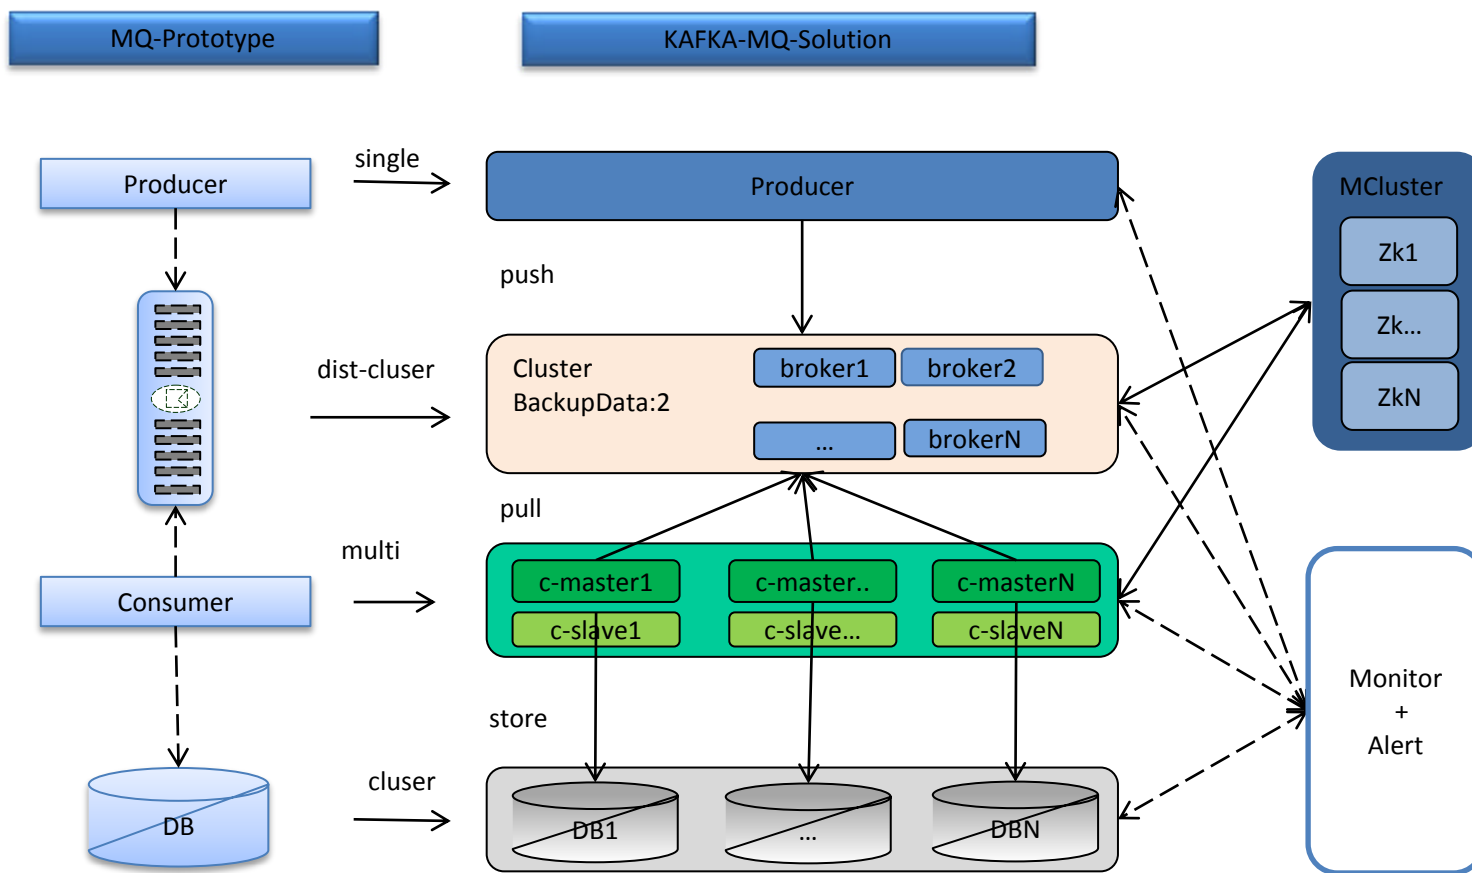 MQ-Prototype
KAFKA-MQ-Solution
Producer
single
Producer
MCluster
Zk1
Zk...
ZkN
push
dist-cluser
Cluster
BackupData:2
broker1
broker2
...
brokerN
pull
multi
Consumer
c-master1
c-master..
c-masterN
c-slave1
c-slave...
c-slaveN
Monitor
+
Alert
store
cluser
DB
DB1
...
DBN